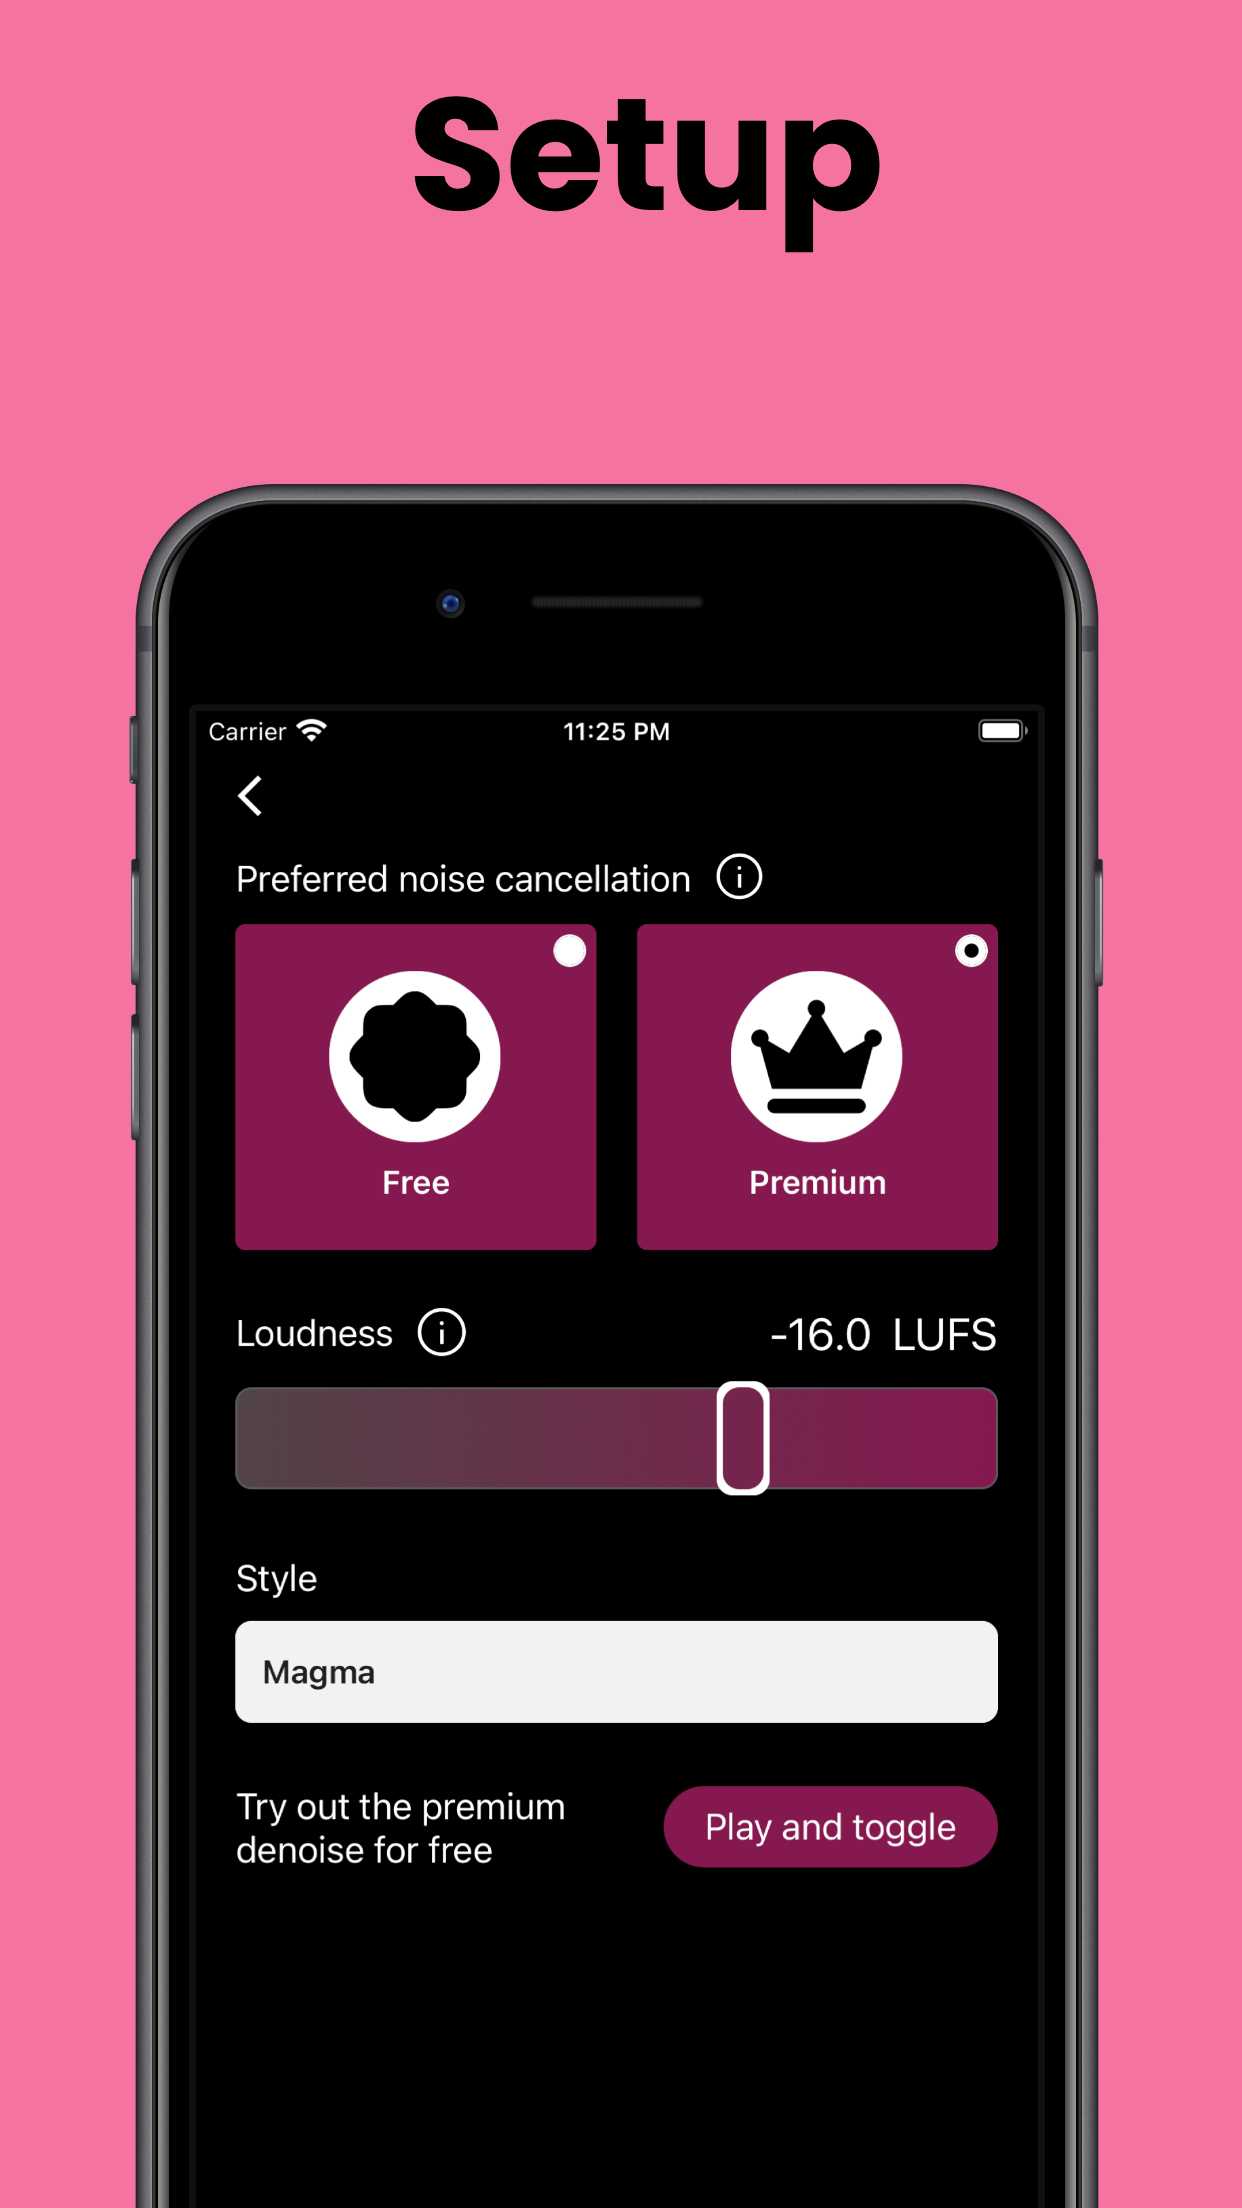 Setup
Carrier 11:25 PM
Preferred noise cancellation
Free
Premium
Loudness
-16.0 LUFS
Style
Magma
Try out the premium
denoise for free
Play and toggle